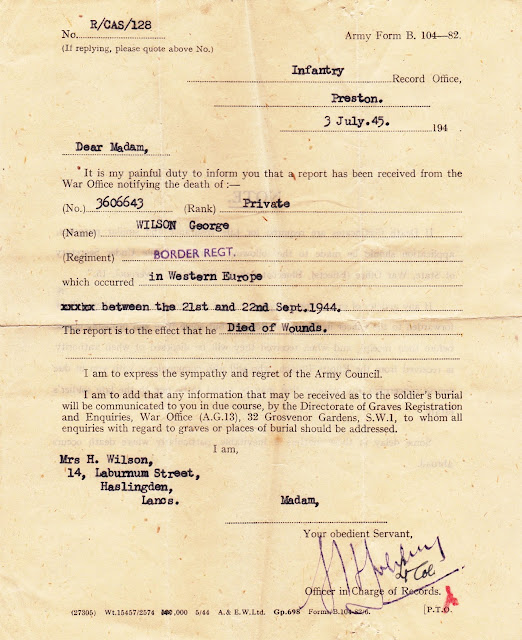 No. R/CAS/128
Army Form B. 104—82.
(If replying, please quote above No.)
Infantry Record Office,
Preston.
3 July.45. 194
Dear Madam,
It is my painful duty to inform you that a report has been received from the
War Office notifying the death of :—
(No.) 3606643 (Rank) Private
(Name) WILSON George
(Regiment) BORDER REGT.
which occurred in Western Europe
between the 21st and 22nd Sept.1944.
The report is to the effect that he Died of Wounds.
I am to express the sympathy and regret of the Army Council.
I am to add that any information that may be received as to the soldier's burial
will be communicated to you in due course, by the Directorate of Graves Registration
and Enquiries, War Office (A.G.13), 32 Grosvenor Gardens, S.W.1, to whom all
enquiries with regard to graves or places of burial should be addressed.
I am,
Mrs H. Wilson,
14, Laburnum Street,
Haslingden,
Lancs.
Madam,
Your obedient Servant,
Lt Col
Officer in Charge of Records.
(27305) Wt.15457/2574 ,000 5/44 A. & E.W.Ltd. Gp.698 Forms/B.104-82/6. [P.T.O.